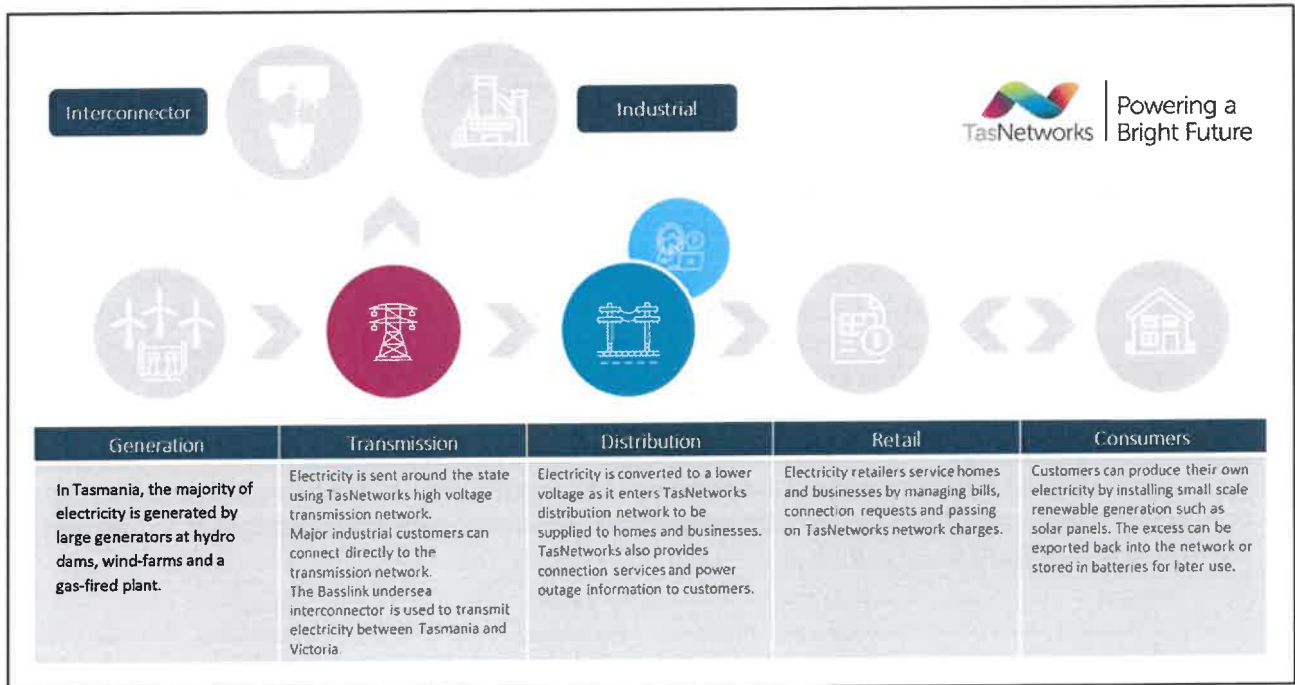 Interconnector
Industrial
TasNetworks
Powering a
Bright Future
Generation
Transmission
Distribution
Retail
Consumers
In Tasmania, the majority of
electricity is generated by
large generators at hydro
dams, wind-farms and a
gas-fired plant.
Electricity is sent around the state
using TasNetworks high voltage
transmission network.
Major industrial customers can
connect directly to the
transmission network.
The Basslink undersea
interconnector is used to transmit
electricity between Tasmania and
Victoria.
Electricity is converted to a lower
voltage as it enters TasNetworks
distribution network to be
supplied to homes and businesses.
TasNetworks also provides
connection services and power
outage information to customers.
Electricity retailers service homes
and businesses by managing bills,
connection requests and passing
on TasNetworks network charges.
Customers can produce their own
electricity by installing small scale
renewable generation such as
solar panels. The excess can be
exported back into the network or
stored in batteries for later use.